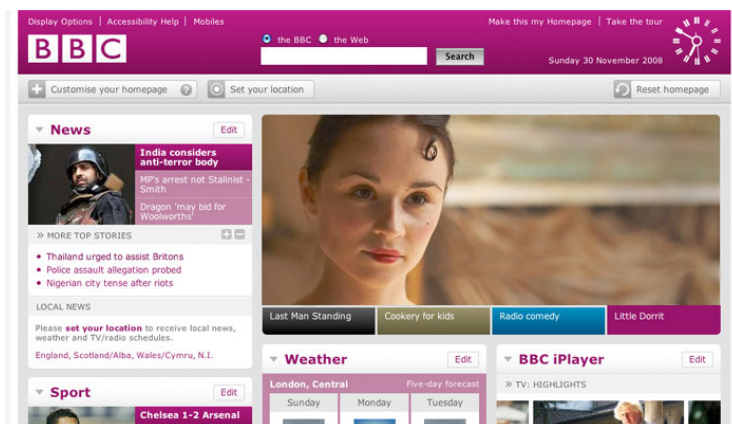 Display Options | Accessibility Help | Mobiles
Make this my Homepage | Take the tour
BBC
the BBC the Web
Search
Sunday 30 November 2008
Customise your homepage ?
Set your location
Reset homepage
News
Edit
India considers
anti-terror body
MP's arrest not Stalinist -
Smith
Dragon 'may bid for
Woolworths'
» MORE TOP STORIES
• Thailand urged to assist Britons
• Police assault allegation probed
• Nigerian city tense after riots
LOCAL NEWS
Please set your location to receive local news,
weather and TV/radio schedules.
England, Scotland/Alba, Wales/Cymru, N.I.
Sport
Edit
Chelsea 1-2 Arsenal
Last Man Standing
Cookery for kids
Radio comedy
Little Dorrit
Weather
Edit
London, Central
Five-day forecast
Sunday Monday Tuesday
BBC iPlayer
Edit
» TV: HIGHLIGHTS